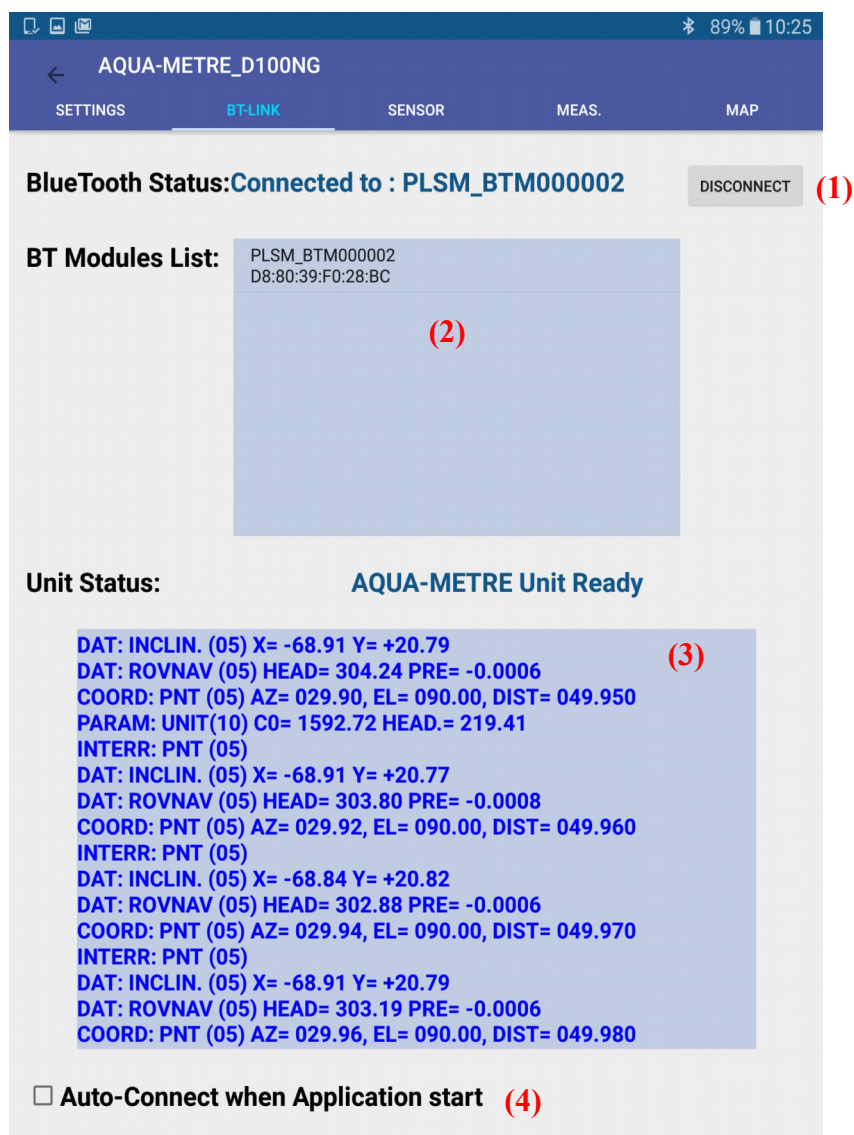 89% 10:25
AQUA-METRE_D100NG
SETTINGS BT-LINK SENSOR MEAS. MAP
BlueTooth Status:Connected to : PLSM_BTM000002 DISCONNECT (1)
BT Modules List: PLSM_BTM000002
D8:80:39:F0:28:BC
(2)
Unit Status: AQUA-METRE Unit Ready
DAT: INCLIN. (05) X= -68.91 Y= +20.79 (3)
DAT: ROVNAV (05) HEAD= 304.24 PRE= -0.0006
COORD: PNT (05) AZ= 029.90, EL= 090.00, DIST= 049.950
PARAM: UNIT(10) C0= 1592.72 HEAD.= 219.41
INTERR: PNT (05)
DAT: INCLIN. (05) X= -68.91 Y= +20.77
DAT: ROVNAV (05) HEAD= 303.80 PRE= -0.0008
COORD: PNT (05) AZ= 029.92, EL= 090.00, DIST= 049.960
INTERR: PNT (05)
DAT: INCLIN. (05) X= -68.84 Y= +20.82
DAT: ROVNAV (05) HEAD= 302.88 PRE= -0.0006
COORD: PNT (05) AZ= 029.94, EL= 090.00, DIST= 049.970
INTERR: PNT (05)
DAT: INCLIN. (05) X= -68.91 Y= +20.79
DAT: ROVNAV (05) HEAD= 303.19 PRE= -0.0006
COORD: PNT (05) AZ= 029.96, EL= 090.00, DIST= 049.980
Auto-Connect when Application start (4)